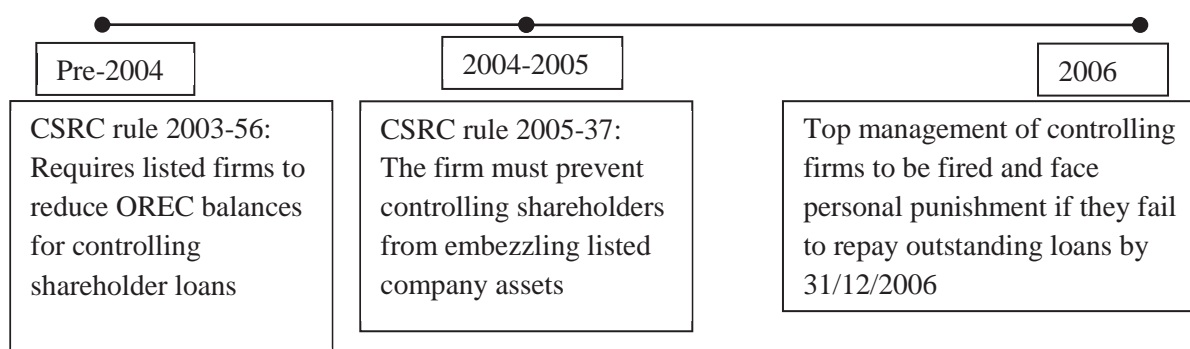 Pre-2004
2004-2005
2006
CSRC rule 2003-56:
Requires listed firms to
reduce OREC balances
for controlling
shareholder loans
CSRC rule 2005-37:
The firm must prevent
controlling shareholders
from embezzling listed
company assets
Top management of controlling
firms to be fired and face
personal punishment if they fail
to repay outstanding loans by
31/12/2006